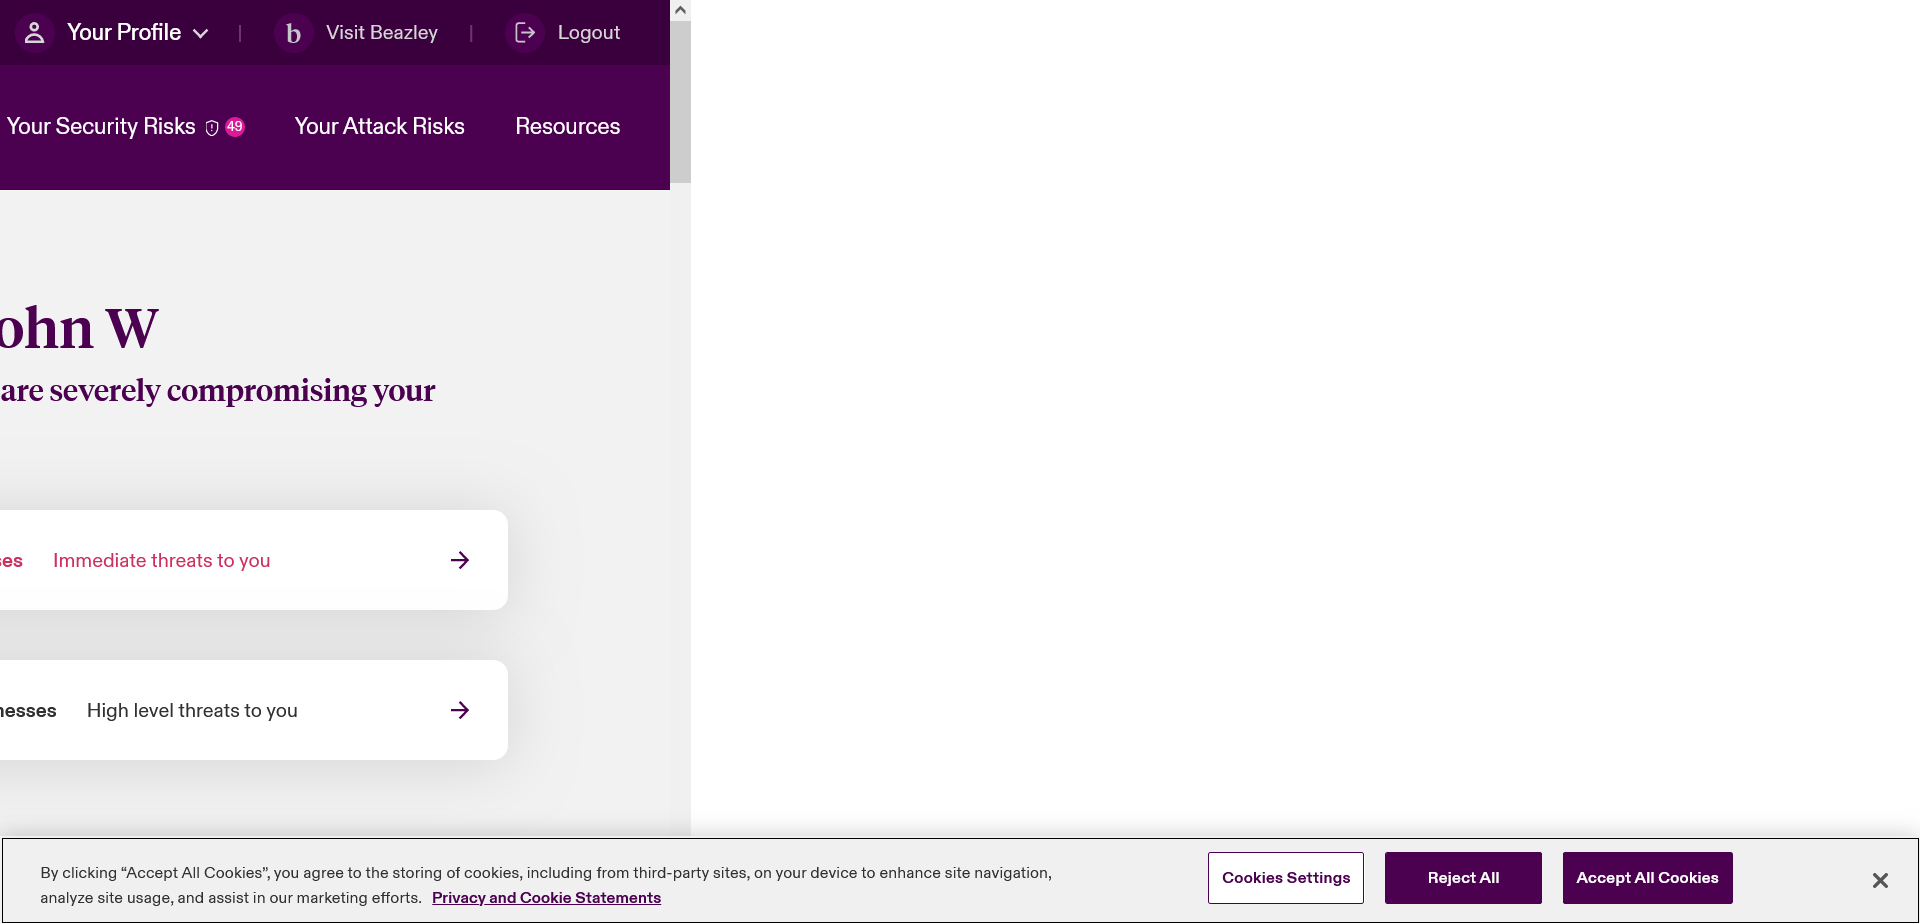 Your Profile | b Visit Beazley | Logout
Your Security Risks 49 Your Attack Risks Resources
ohn W
are severely compromising your
es Immediate threats to you
nesses High level threats to you
By clicking “Accept All Cookies”, you agree to the storing of cookies, including from third-party sites, on your device to enhance site navigation,
analyze site usage, and assist in our marketing efforts. Privacy and Cookie Statements
Cookies Settings Reject All Accept All Cookies